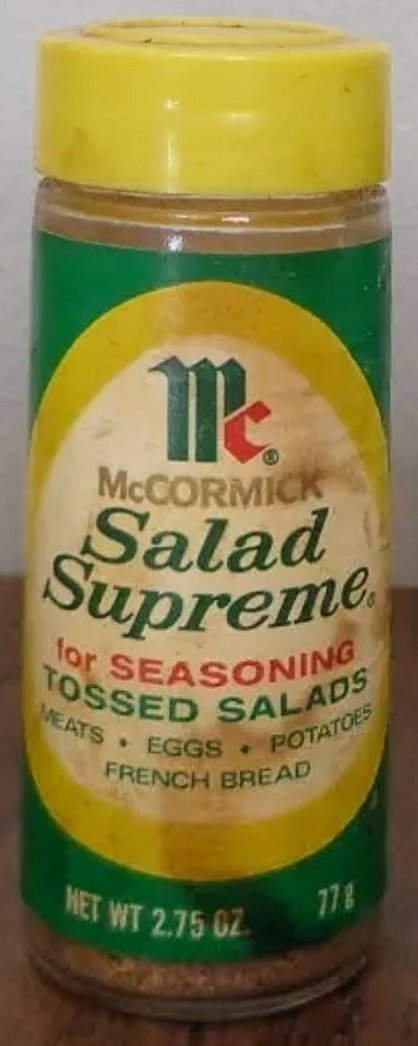 Mc®
McCORMICK
Salad
Supreme®
for SEASONING
TOSSED SALADS
MEATS • EGGS • POTATOES
FRENCH BREAD
NET WT 2.75 OZ. 77 g